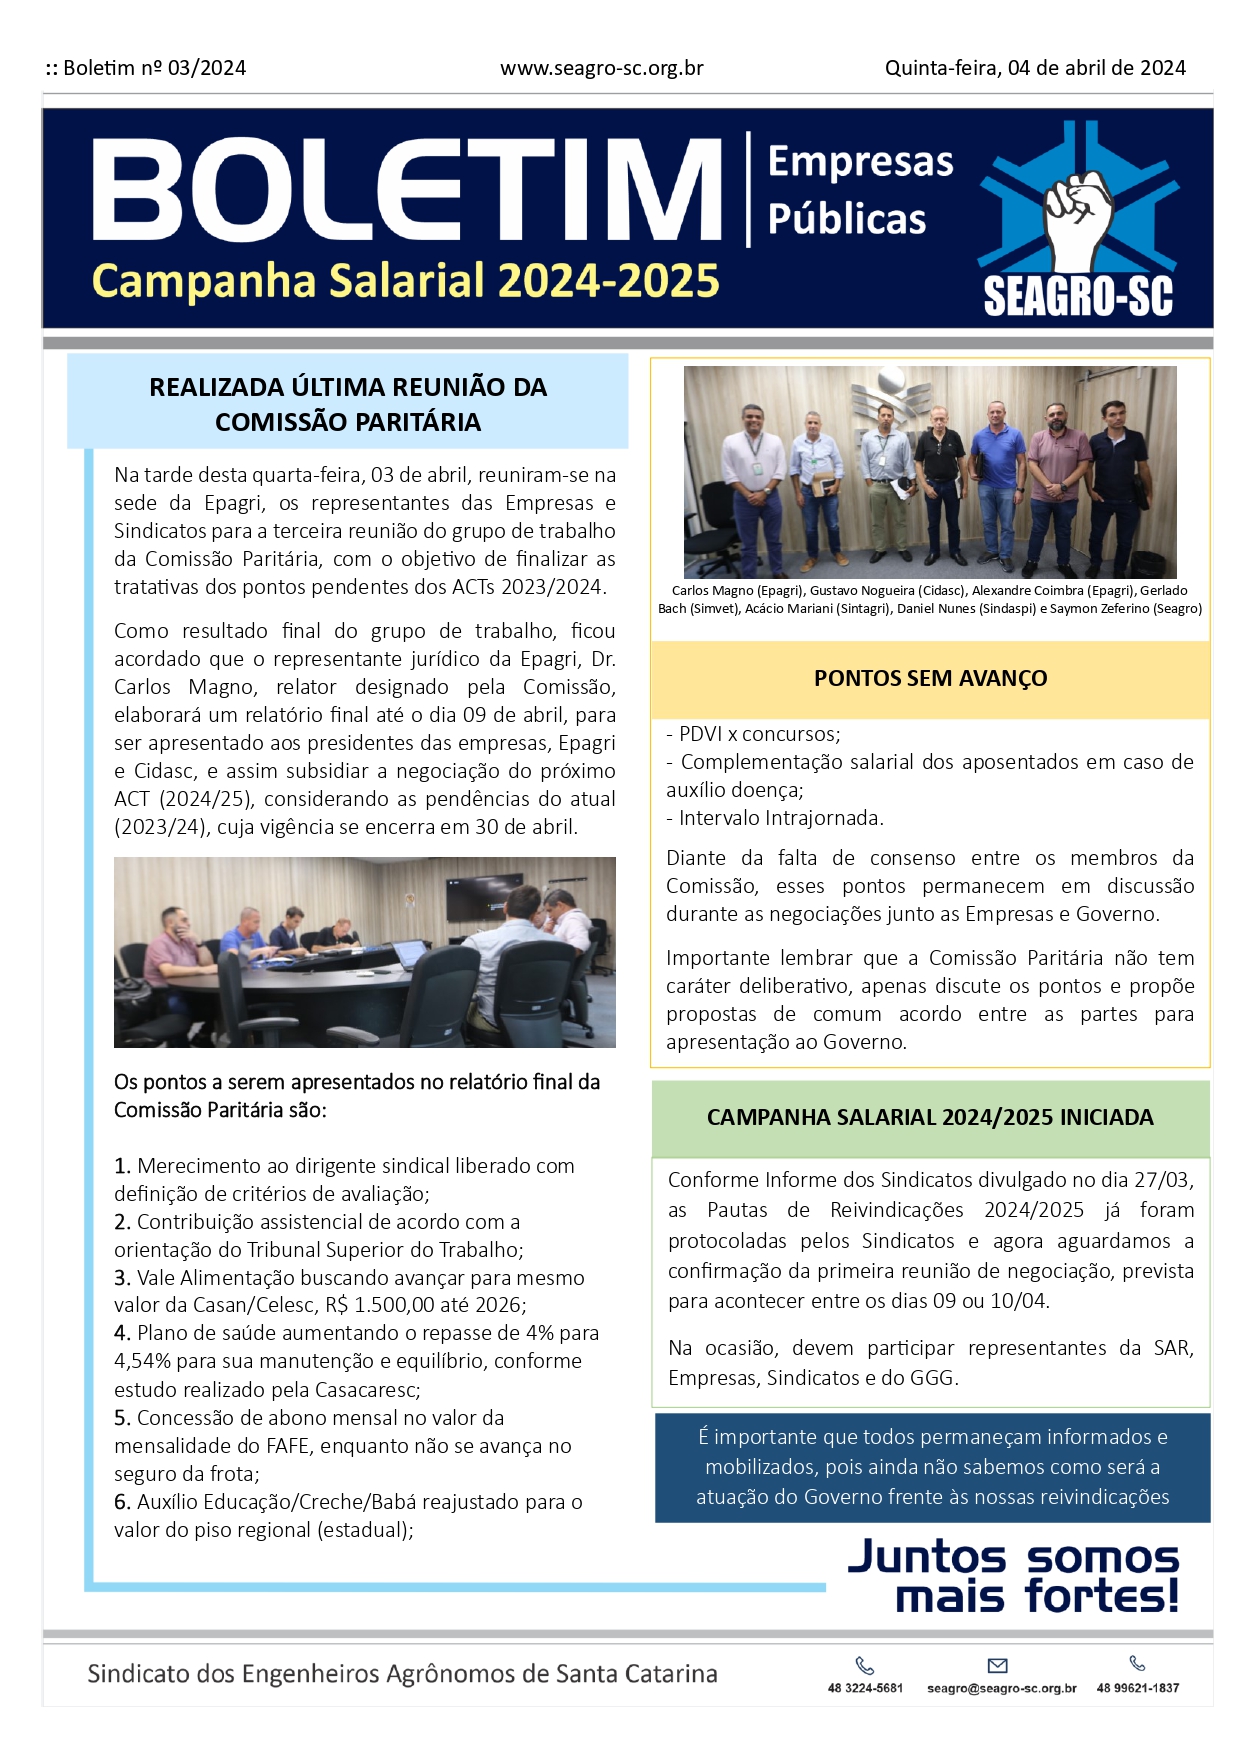 :: Boletim nº 03/2024
www.seagro-sc.org.br
Quinta-feira, 04 de abril de 2024
BOLETIM
Empresas
Públicas
Campanha Salarial 2024-2025
SEAGRO-SC
REALIZADA ÚLTIMA REUNIÃO DA
COMISSÃO PARITÁRIA
Na tarde desta quarta-feira, 03 de abril, reuniram-se na
sede da Epagri, os representantes das Empresas e
Sindicatos para a terceira reunião do grupo de trabalho
da Comissão Paritária, com o objetivo de finalizar as
tratativas dos pontos pendentes dos ACTs 2023/2024.
Como resultado final do grupo de trabalho, ficou
acordado que o representante jurídico da Epagri, Dr.
Carlos Magno, relator designado pela Comissão,
elaborará um relatório final até o dia 09 de abril, para
ser apresentado aos presidentes das empresas, Epagri
e Cidasc, e assim subsidiar a negociação do próximo
ACT (2024/25), considerando as pendências do atual
(2023/24), cuja vigência se encerra em 30 de abril.
Os pontos a serem apresentados no relatório final da
Comissão Paritária são:
1. Merecimento ao dirigente sindical liberado com
definição de critérios de avaliação;
2. Contribuição assistencial de acordo com a
orientação do Tribunal Superior do Trabalho;
3. Vale Alimentação buscando avançar para mesmo
valor da Casan/Celesc, R$ 1.500,00 até 2026;
4. Plano de saúde aumentando o repasse de 4% para
4,54% para sua manutenção e equilíbrio, conforme
estudo realizado pela Casacaresc;
5. Concessão de abono mensal no valor da
mensalidade do FAFE, enquanto não se avança no
seguro da frota;
6. Auxílio Educação/Creche/Babá reajustado para o
valor do piso regional (estadual);
Carlos Magno (Epagri), Gustavo Nogueira (Cidasc), Alexandre Coimbra (Epagri), Gerlado
Bach (Simvet), Acácio Mariani (Sintagri), Daniel Nunes (Sindaspi) e Saymon Zeferino (Seagro)
PONTOS SEM AVANÇO
- PDVI x concursos;
- Complementação salarial dos aposentados em caso de
auxílio doença;
- Intervalo Intrajornada.
Diante da falta de consenso entre os membros da
Comissão, esses pontos permanecem em discussão
durante as negociações junto as Empresas e Governo.
Importante lembrar que a Comissão Paritária não tem
caráter deliberativo, apenas discute os pontos e propõe
propostas de comum acordo entre as partes para
apresentação ao Governo.
CAMPANHA SALARIAL 2024/2025 INICIADA
Conforme Informe dos Sindicatos divulgado no dia 27/03,
as Pautas de Reivindicações 2024/2025 já foram
protocoladas pelos Sindicatos e agora aguardamos a
confirmação da primeira reunião de negociação, prevista
para acontecer entre os dias 09 ou 10/04.
Na ocasião, devem participar representantes da SAR,
Empresas, Sindicatos e do GGG.
É importante que todos permaneçam informados e
mobilizados, pois ainda não sabemos como será a
atuação do Governo frente às nossas reivindicações
Juntos somos
mais fortes!
Sindicato dos Engenheiros Agrônomos de Santa Catarina
48 3224-5681
seagro@seagro-sc.org.br
48 99621-1837